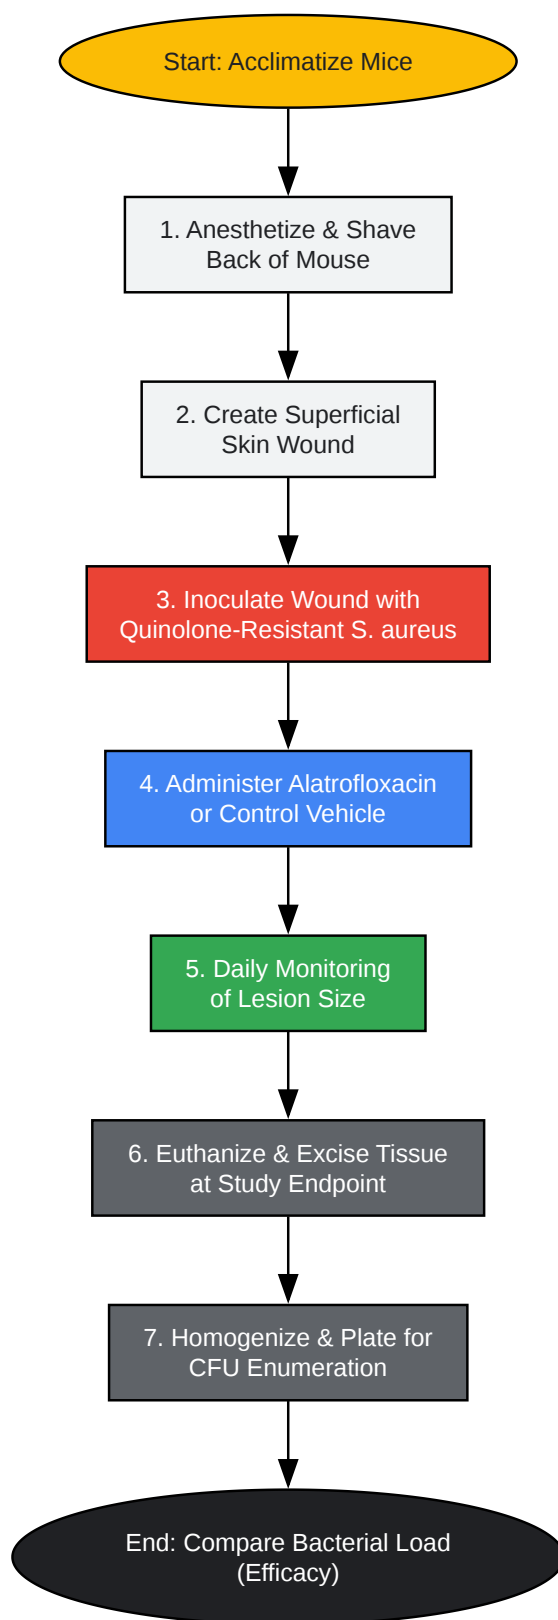 Start: Acclimatize Mice
1. Anesthetize & Shave
Back of Mouse
2. Create Superficial
Skin Wound
3. Inoculate Wound with
Quinolone-Resistant S. aureus
4. Administer Alatrofloxacin
or Control Vehicle
5. Daily Monitoring
of Lesion Size
6. Euthanize & Excise Tissue
at Study Endpoint
7. Homogenize & Plate for
CFU Enumeration
End: Compare Bacterial Load
(Efficacy)